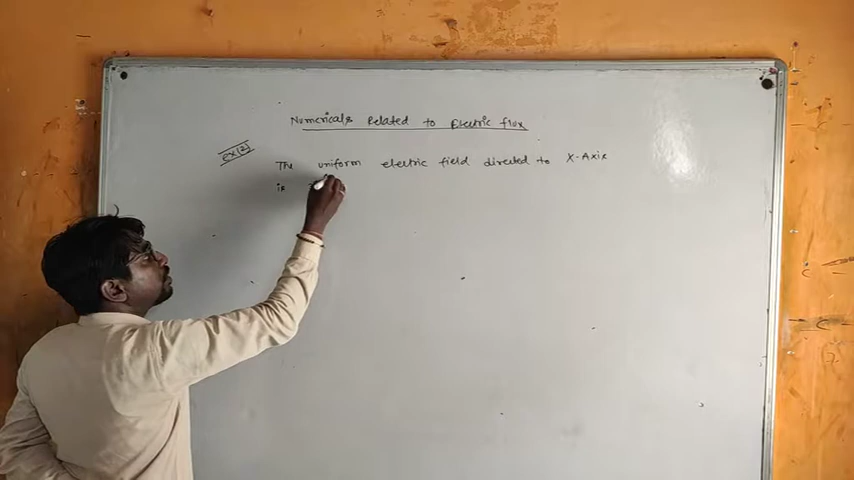 Numericals Related to Electric flux
Ex[2]
The uniform electric field directed to X-Axis
is